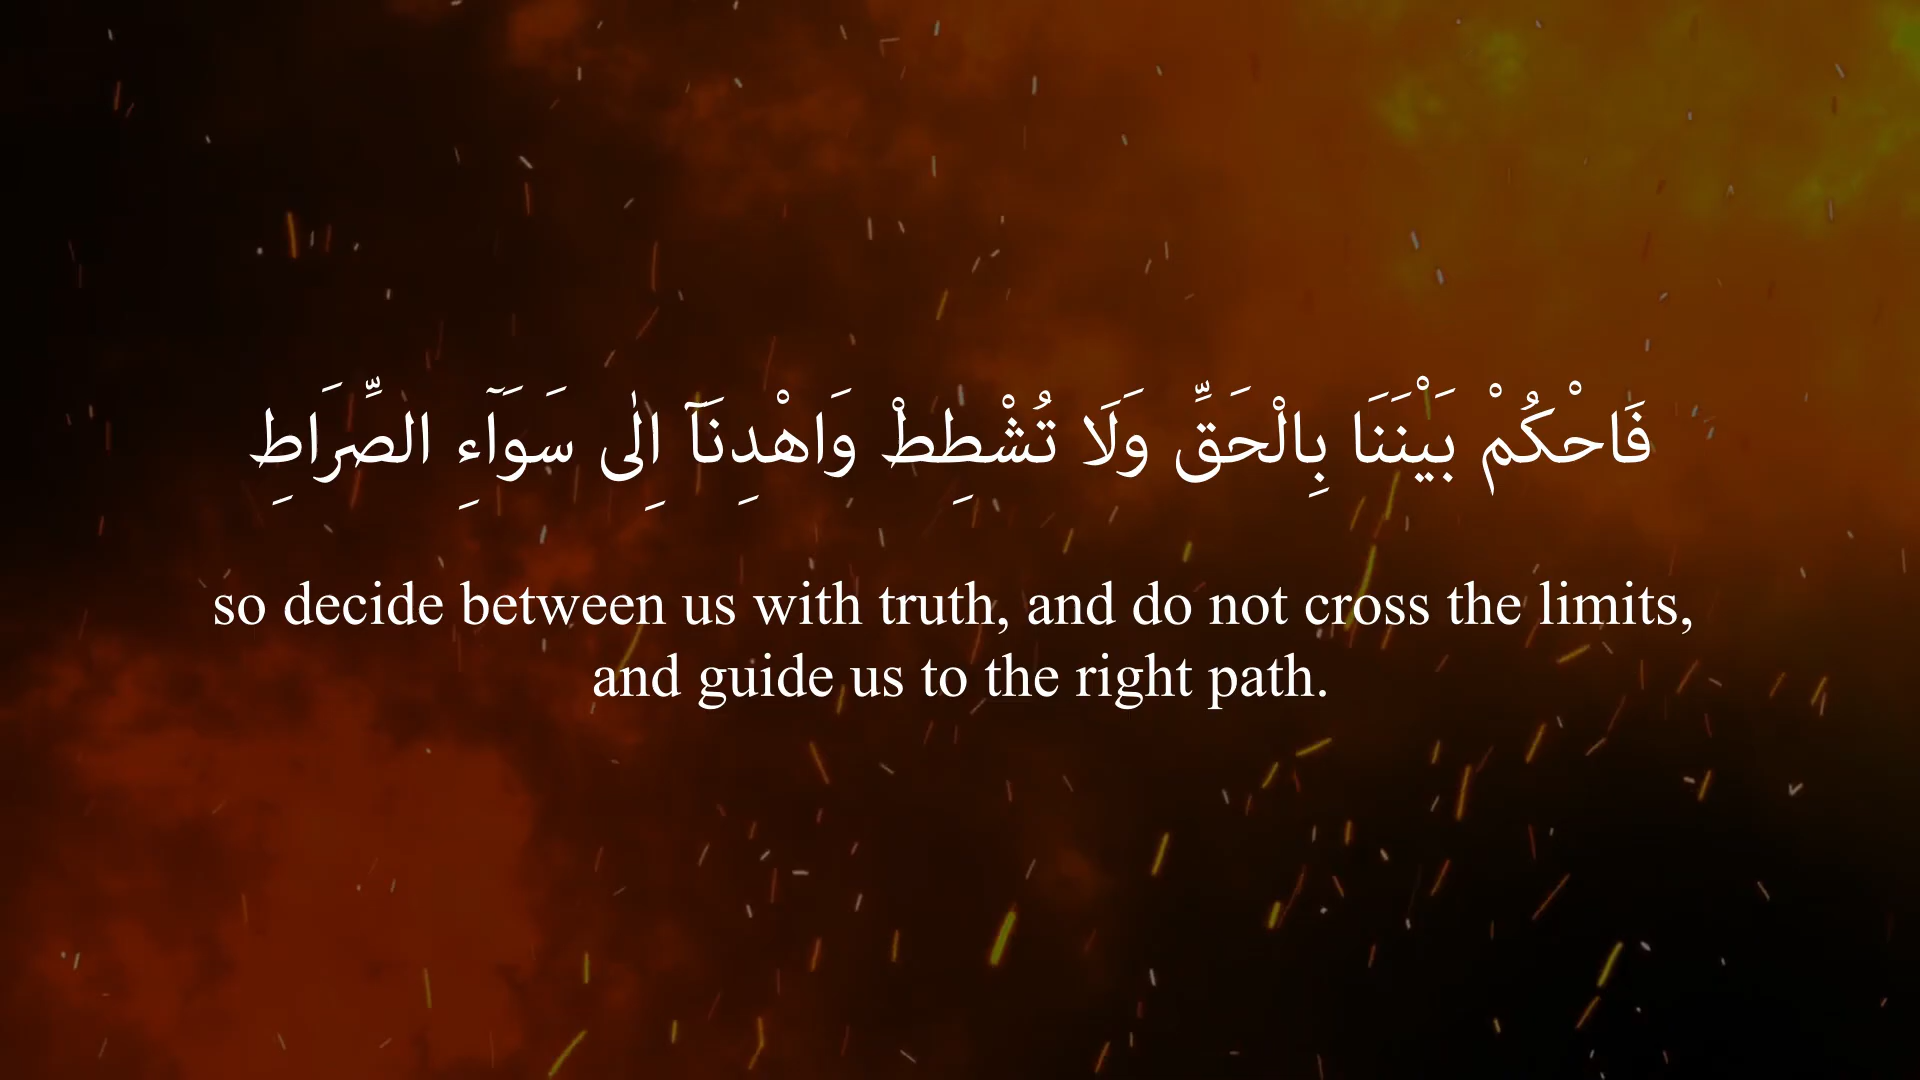 فَاحْكُمْ بَيْنَنَا بِالْحَقِّ وَلَا تُشْطِطْ وَاهْدِنَآ اِلٰى سَوَآءِ الصِّرَاطِ
so decide between us with truth, and do not cross the limits,
and guide us to the right path.